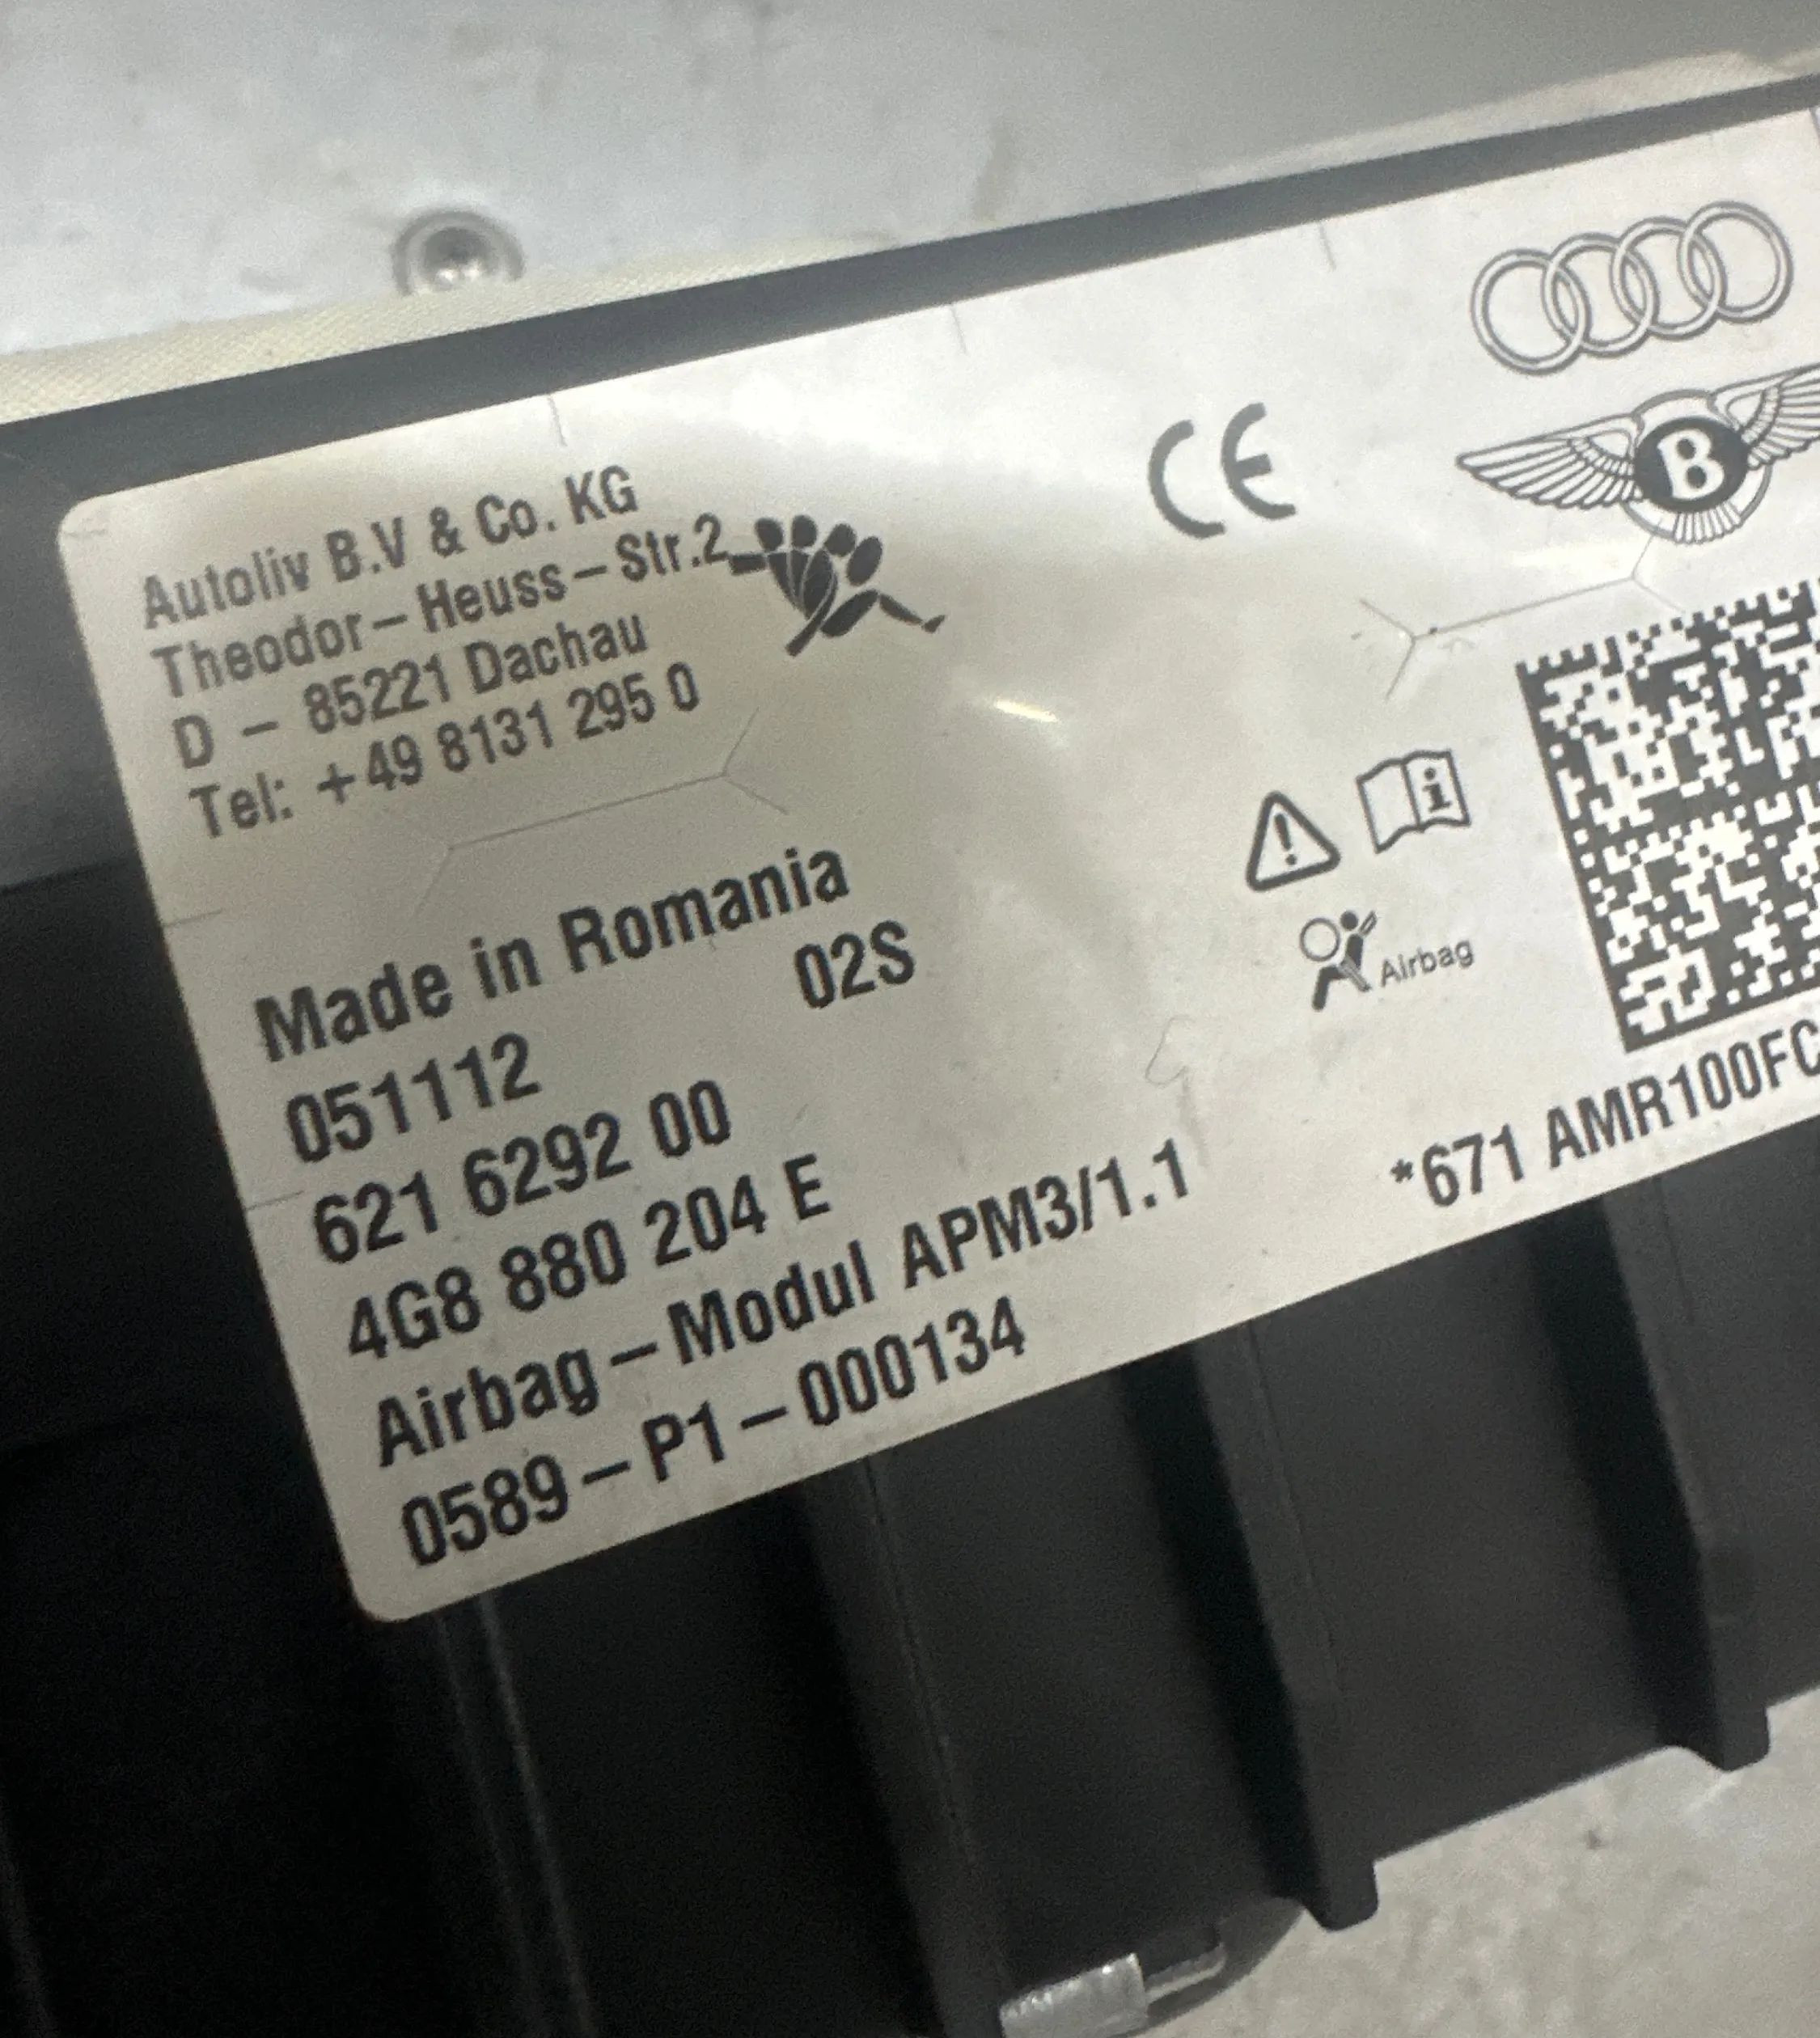 Autoliv B.V & Co. KG
Theodor-Heuss-Str.2
D - 85221 Dachau
Tel: +49 8131 295 0
CE
B
Made in Romania
02S
051112
621 6292 00
4G8 880 204 E
Airbag-Modul APM3/1.1
0589-P1-000134
Airbag
*671 AMR100FC